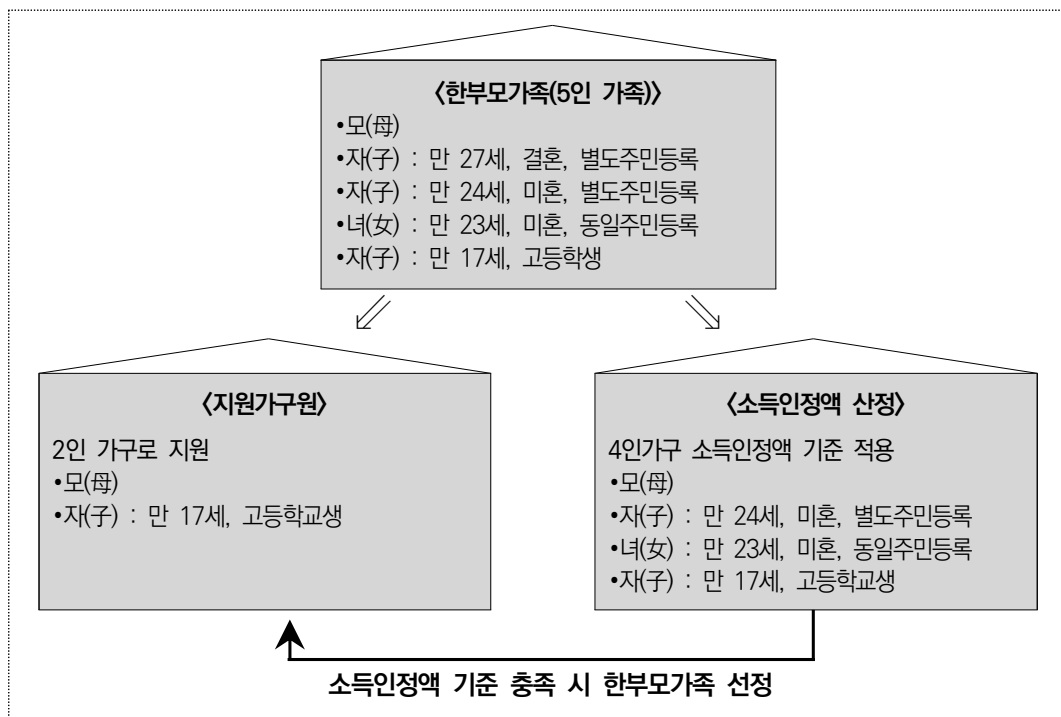 〈한부모가족(5인 가족)〉
•모(母)
•자(子) : 만 27세, 결혼, 별도주민등록
•자(子) : 만 24세, 미혼, 별도주민등록
•녀(女) : 만 23세, 미혼, 동일주민등록
•자(子) : 만 17세, 고등학생
〈지원가구원〉
2인 가구로 지원
•모(母)
•자(子) : 만 17세, 고등학교생
〈소득인정액 산정〉
4인가구 소득인정액 기준 적용
•모(母)
•자(子) : 만 24세, 미혼, 별도주민등록
•녀(女) : 만 23세, 미혼, 동일주민등록
•자(子) : 만 17세, 고등학교생
소득인정액 기준 충족 시 한부모가족 선정